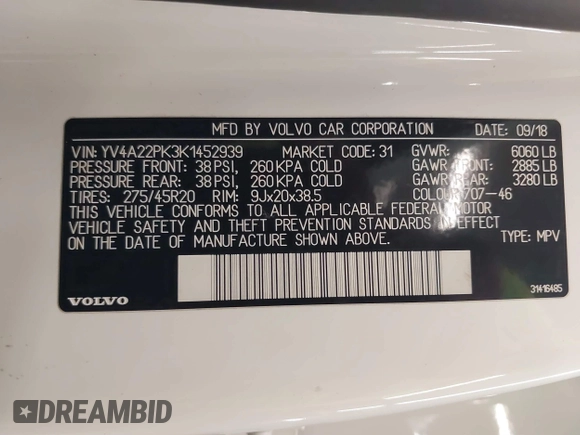 MFD BY VOLVO CAR CORPORATION DATE: 09/18
VIN: YV4A22PK3K1452939 MARKET CODE: 31 GVWR: 6060 LB
PRESSURE FRONT: 38 PSI, 260 KPA COLD GAWR FRONT: 2885 LB
PRESSURE REAR: 38 PSI, 260 KPA COLD GAWR REAR: 3280 LB
TIRES: 275/45R20 RIM: 9Jx20x38.5 COLOUR: 707-46
THIS VEHICLE CONFORMS TO ALL APPLICABLE FEDERAL MOTOR
VEHICLE SAFETY AND THEFT PREVENTION STANDARDS IN EFFECT
ON THE DATE OF MANUFACTURE SHOWN ABOVE. TYPE: MPV
VOLVO
31416485
DREAMBID